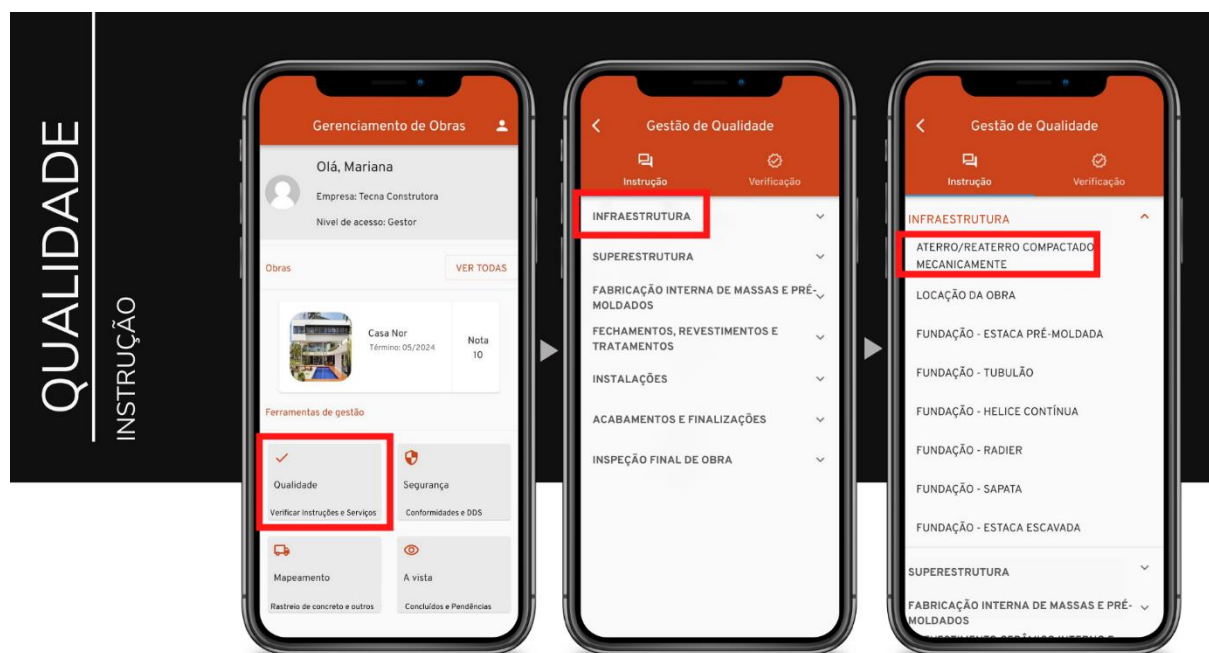 QUALIDADE
INSTRUÇÃO
Gerenciamento de Obras
Olá, Mariana
Empresa: Tecna Construtora
Nivel de acesso: Gestor
Obras
VER TODAS
Casa Nor
Término: 05/2024
Nota
10
Ferramentas de gestão
Qualidade
Verificar Instruções e Serviços
Segurança
Conformidades e DDS
Mapeamento
Rastreio de concreto e outros
A vista
Concluídos e Pendências
Gestão de Qualidade
Instrução
Verificação
INFRAESTRUTURA
SUPERESTRUTURA
FABRICAÇÃO INTERNA DE MASSAS E PRÉ-
MOLDADOS
FECHAMENTOS, REVESTIMENTOS E
TRATAMENTOS
INSTALAÇÕES
ACABAMENTOS E FINALIZAÇÕES
INSPEÇÃO FINAL DE OBRA
Gestão de Qualidade
Instrução
Verificação
INFRAESTRUTURA
ATERRO/REATERRO COMPACTADO
MECANICAMENTE
LOCAÇÃO DA OBRA
FUNDAÇÃO - ESTACA PRÉ-MOLDADA
FUNDAÇÃO - TUBULÃO
FUNDAÇÃO - HELICE CONTÍNUA
FUNDAÇÃO - RADIER
FUNDAÇÃO - SAPATA
FUNDAÇÃO - ESTACA ESCAVADA
SUPERESTRUTURA
FABRICAÇÃO INTERNA DE MASSAS E PRÉ-
MOLDADOS